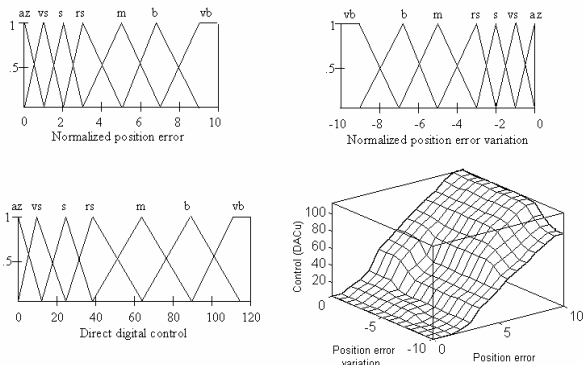 az vs s rs m b vb
1
.5
0 2 4 6 8 10
Normalized position error
vb b m rs s vs az
1
.5
-10 -8 -6 -4 -2 0
Normalized position error variation
az vs s rs m b vb
1
.5
0 20 40 60 80 100 120
Direct digital control
Control (DACu)
100
80
60
40
20
0
-5
-10
Position error
variation
0
5
10
Position error